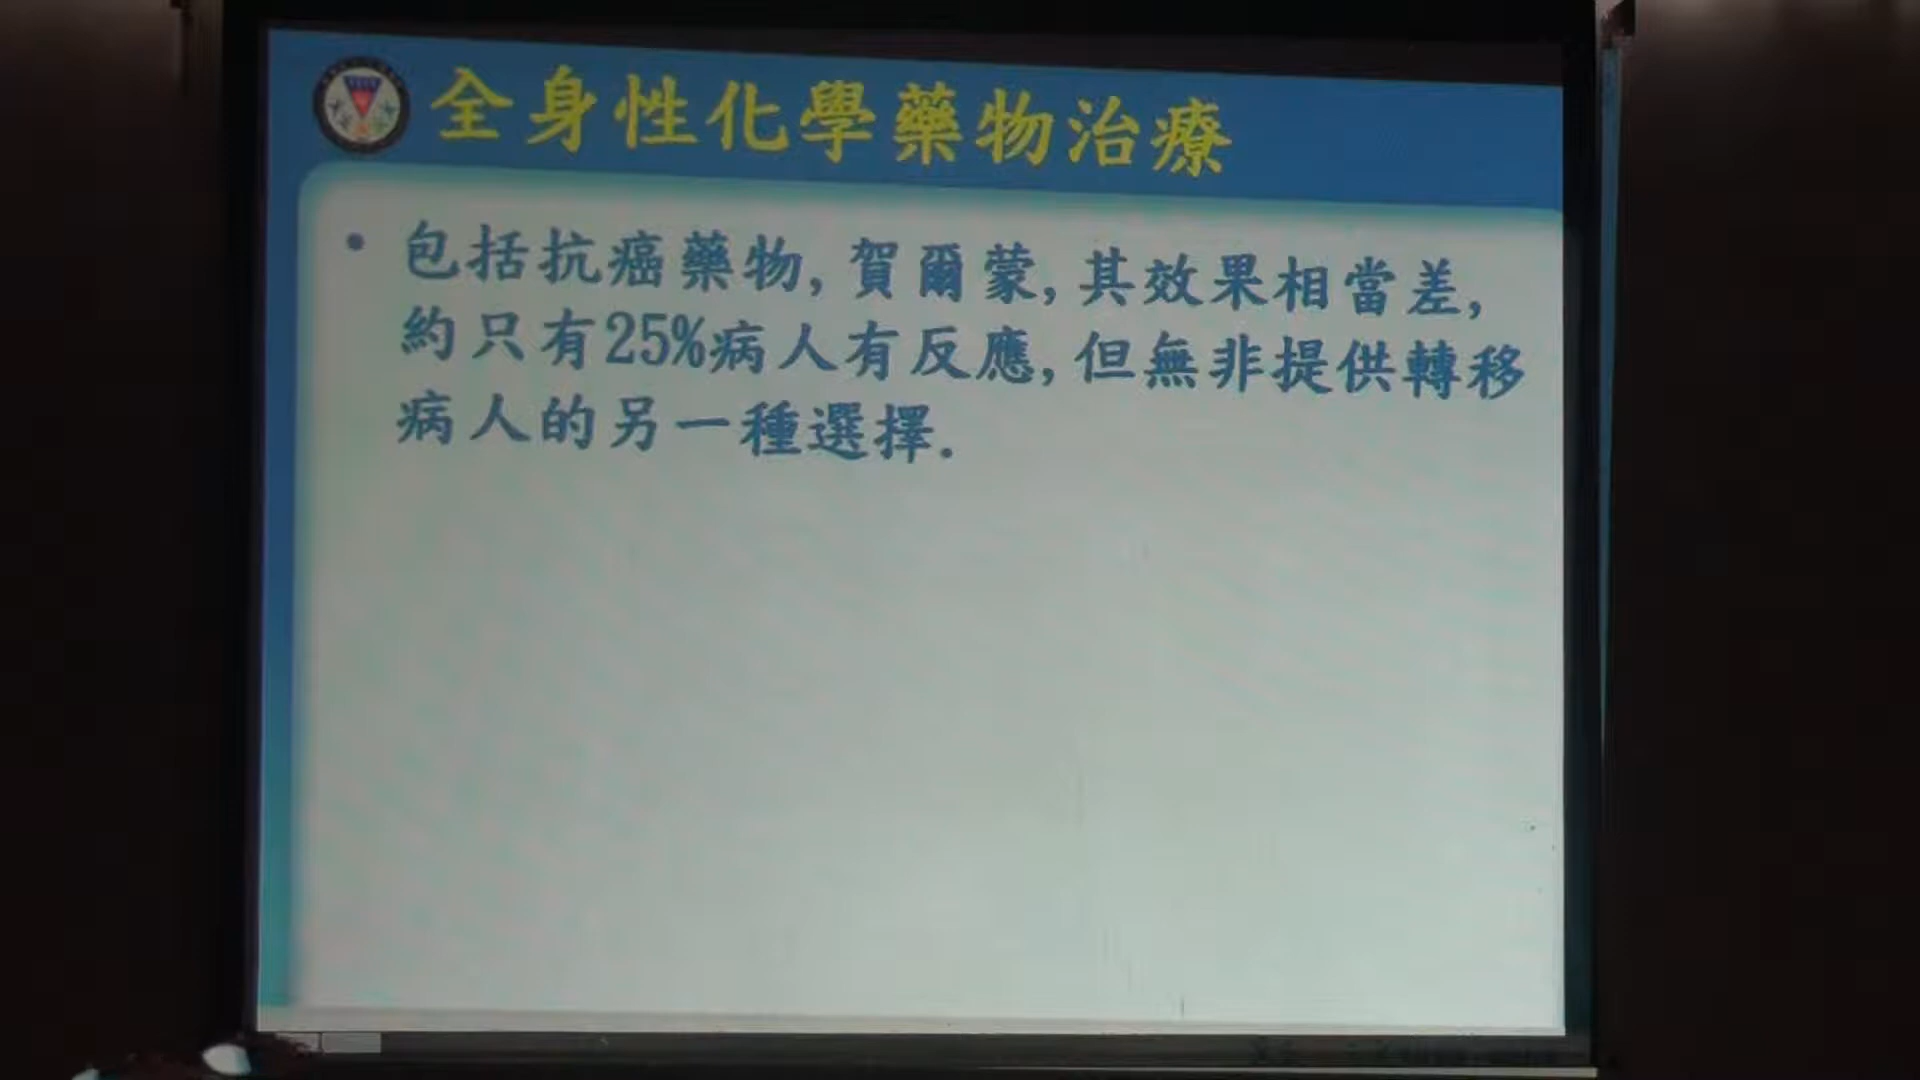 全身性化學藥物治療
• 包括抗癌藥物, 賀爾蒙, 其效果相當差,
約只有25%病人有反應, 但無非提供轉移
病人的另一種選擇.